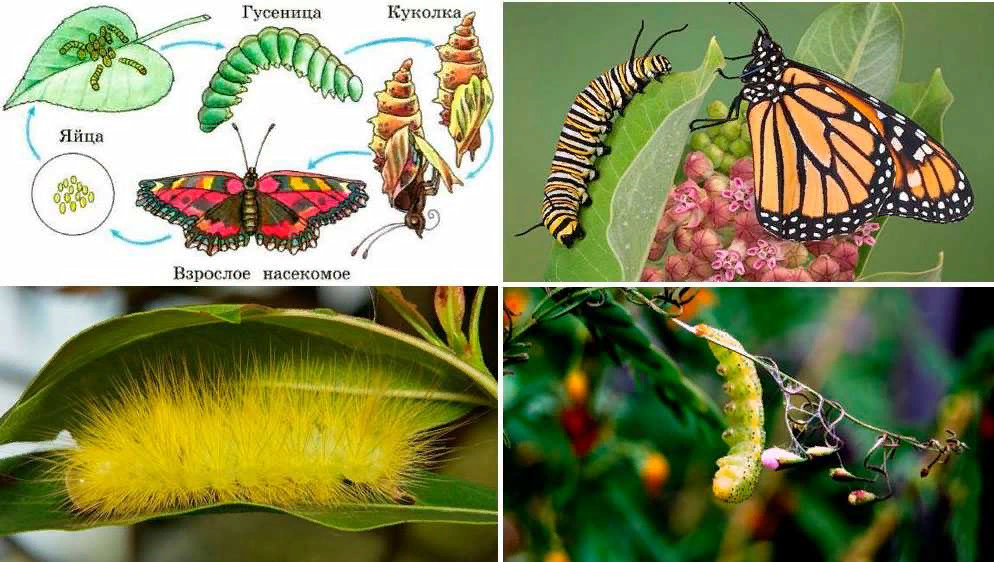 Гусеница
Куколка
Яйца
Взрослое насекомое